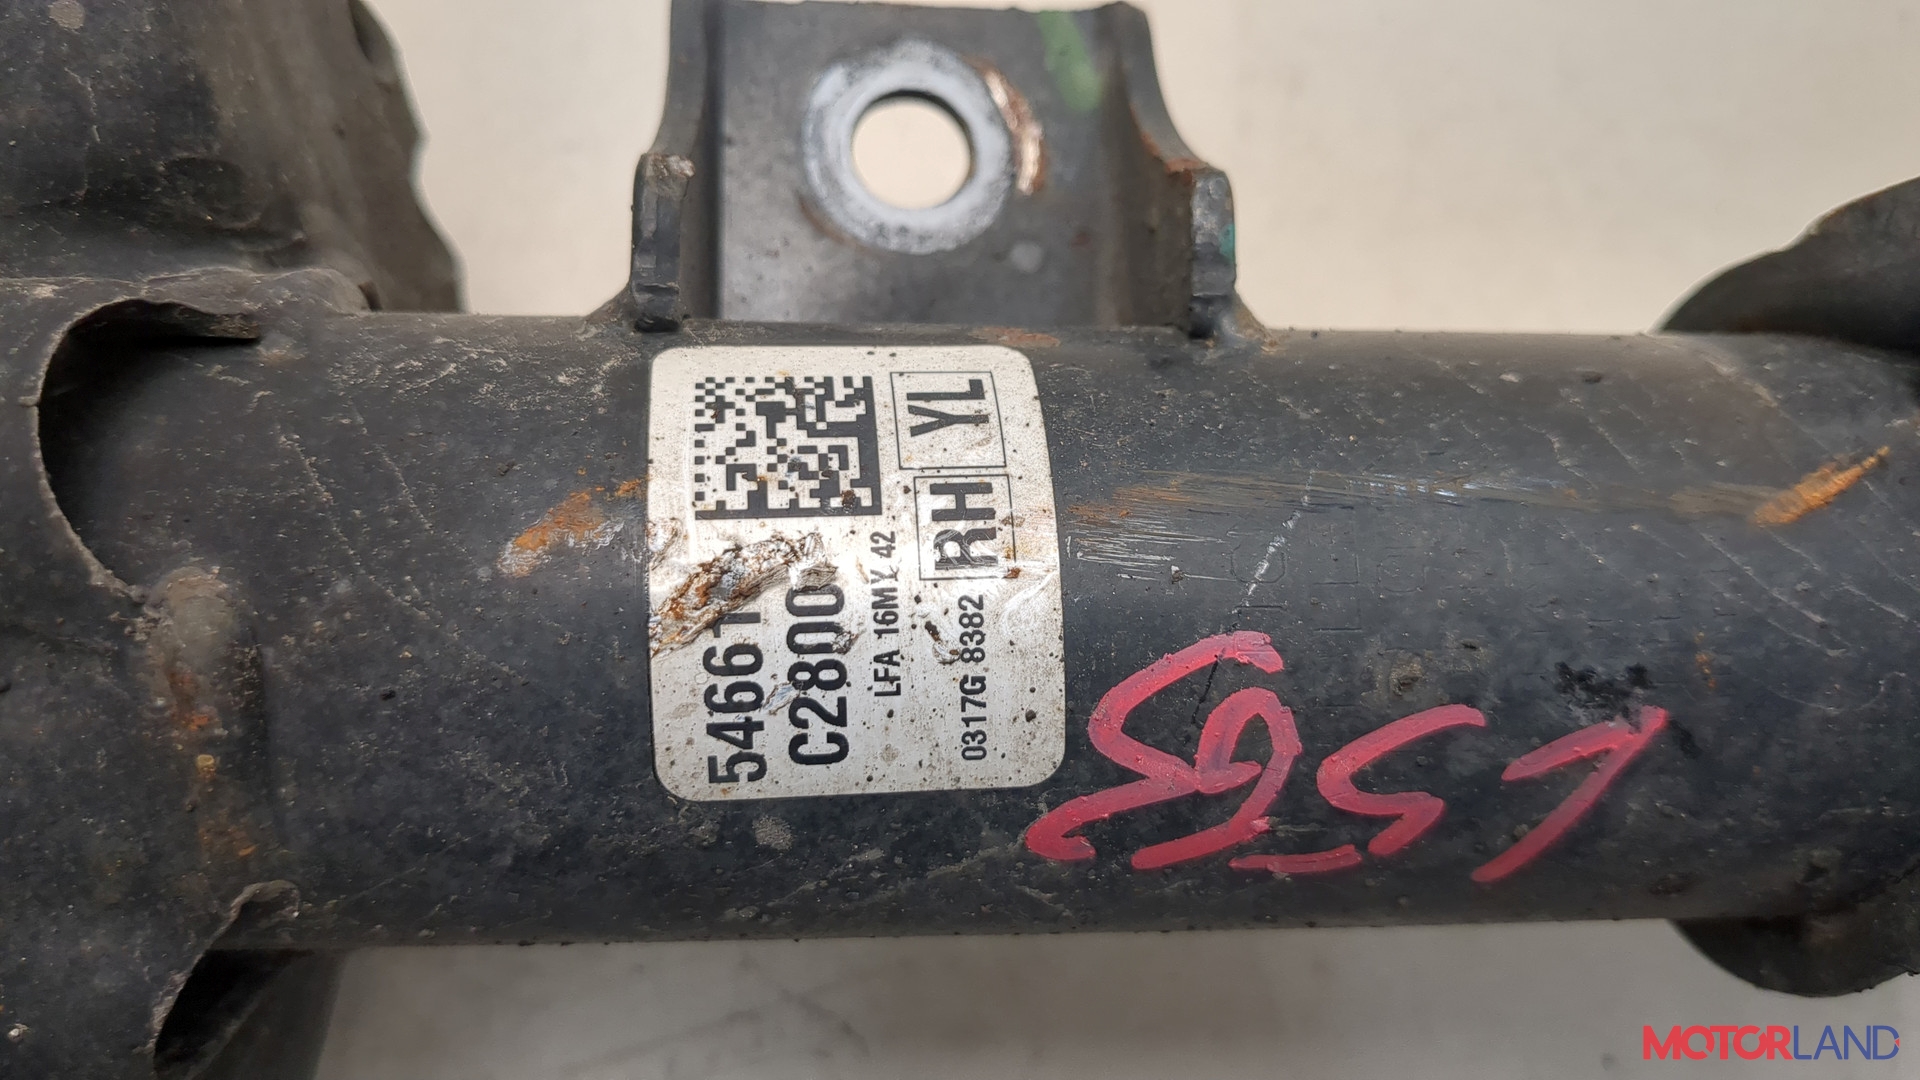 54661
C2800
LFA 16MY 42
0317G 8382
RH
YL
MOTORLAND